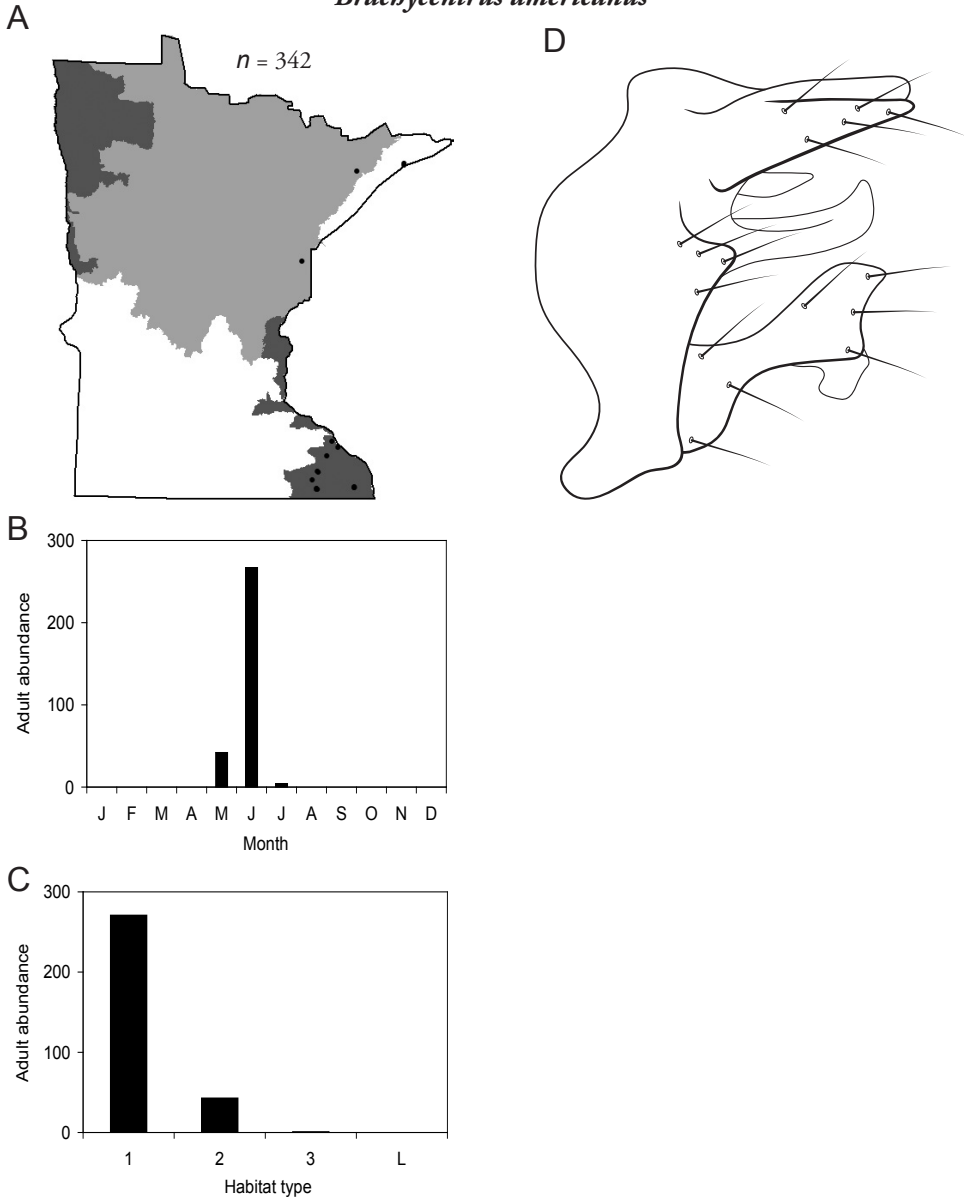 Brachycentrus americanus
A
n = 342
D
B
300
200
100
0
Adult abundance
J F M A M J J A S O N D
Month
C
300
200
100
0
Adult abundance
1 2 3 L
Habitat type